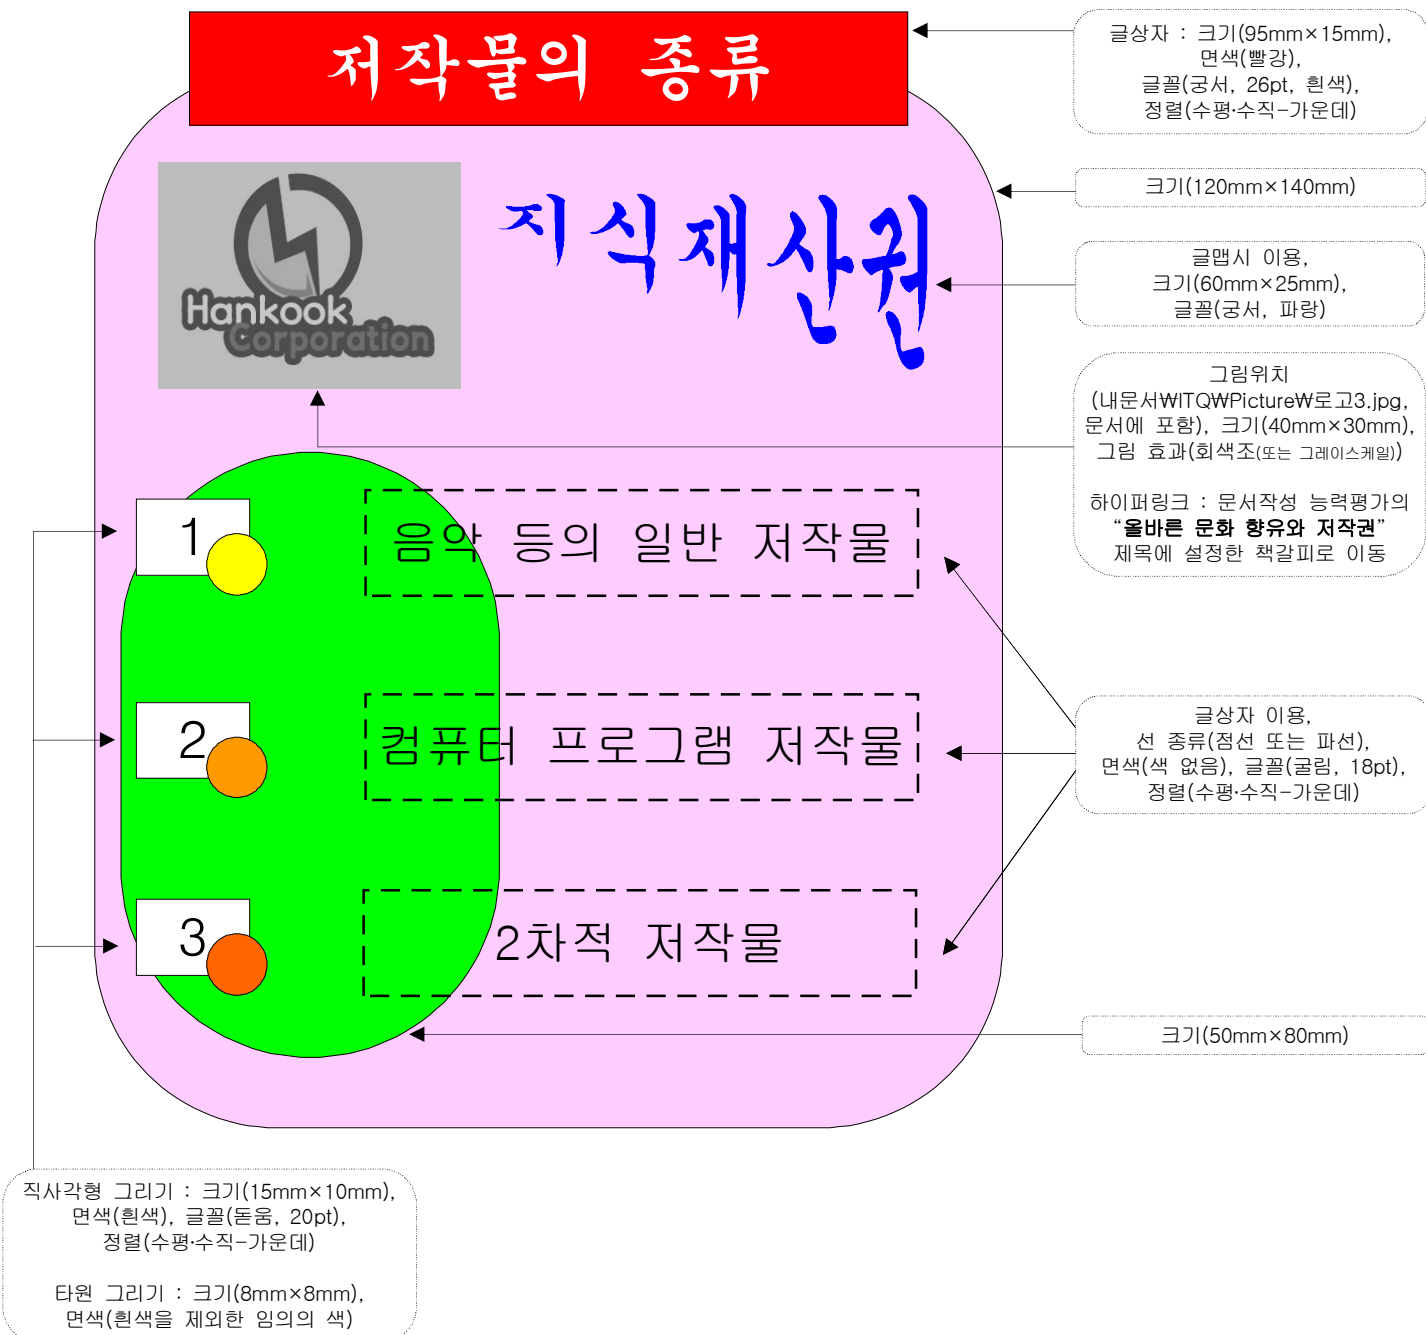 저작물의 종류
글상자 : 크기(95mm×15mm),
면색(빨강),
글꼴(궁서, 26pt, 흰색),
정렬(수평·수직-가운데)
크기(120mm×140mm)
Hankook
Corporation
지식재산권
글맵시 이용,
크기(60mm×25mm),
글꼴(궁서, 파랑)
그림위치
(내문서₩ITQ₩Picture₩로고3.jpg,
문서에 포함), 크기(40mm×30mm),
그림 효과(회색조(또는 그레이스케일))
하이퍼링크 : 문서작성 능력평가의
“올바른 문화 향유와 저작권”
제목에 설정한 책갈피로 이동
1
음악 등의 일반 저작물
2
컴퓨터 프로그램 저작물
글상자 이용,
선 종류(점선 또는 파선),
면색(색 없음), 글꼴(굴림, 18pt),
정렬(수평·수직-가운데)
3
2차적 저작물
크기(50mm×80mm)
직사각형 그리기 : 크기(15mm×10mm),
면색(흰색), 글꼴(돋움, 20pt),
정렬(수평·수직-가운데)
타원 그리기 : 크기(8mm×8mm),
면색(흰색을 제외한 임의의 색)